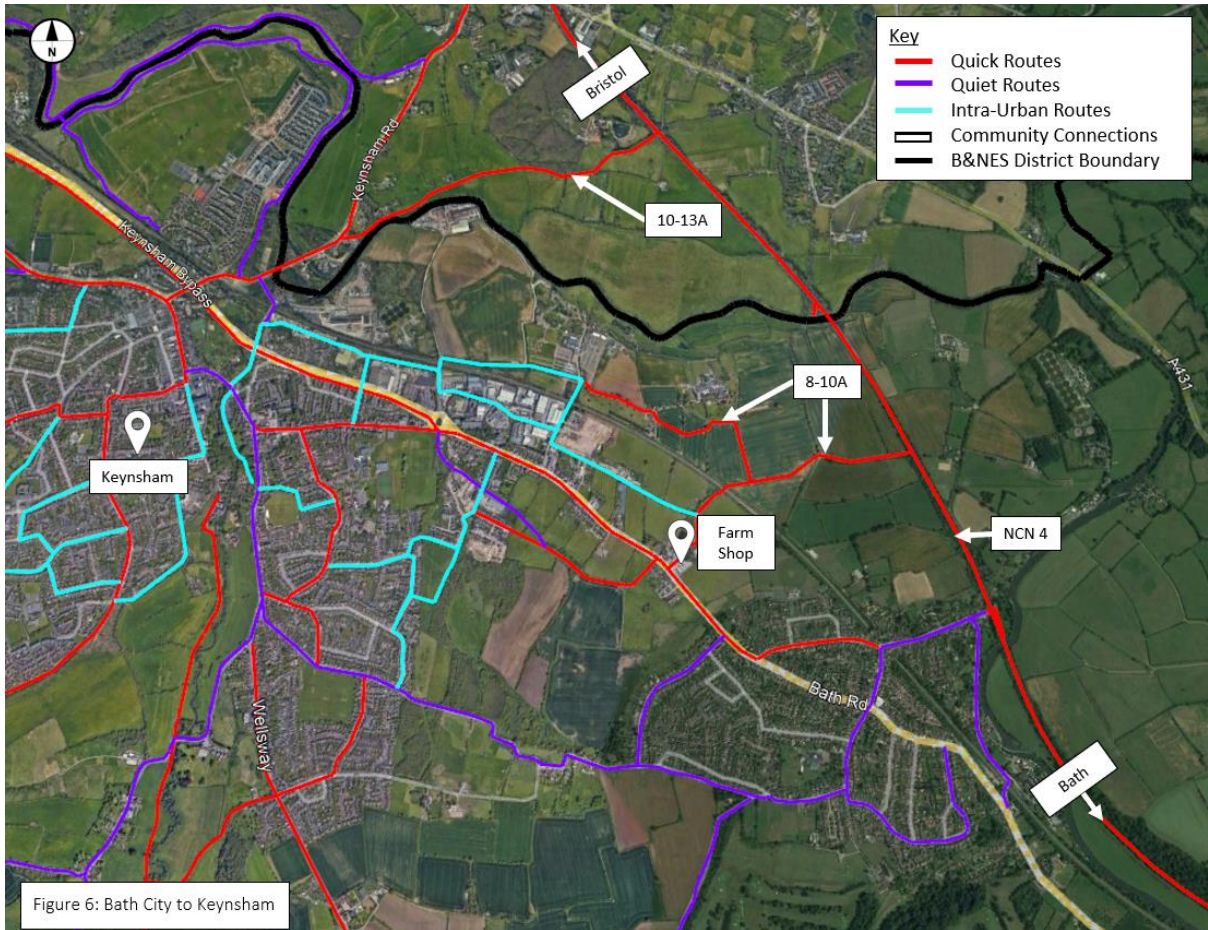 N
Key
Quick Routes
Quiet Routes
Intra-Urban Routes
Community Connections
B&NES District Boundary
Bristol
Keynsham Rd
10-13A
Keynsham Bypass
A431
8-10A
Keynsham
Farm
Shop
NCN 4
Bath Rd
Wellsway
Bath
Figure 6: Bath City to Keynsham